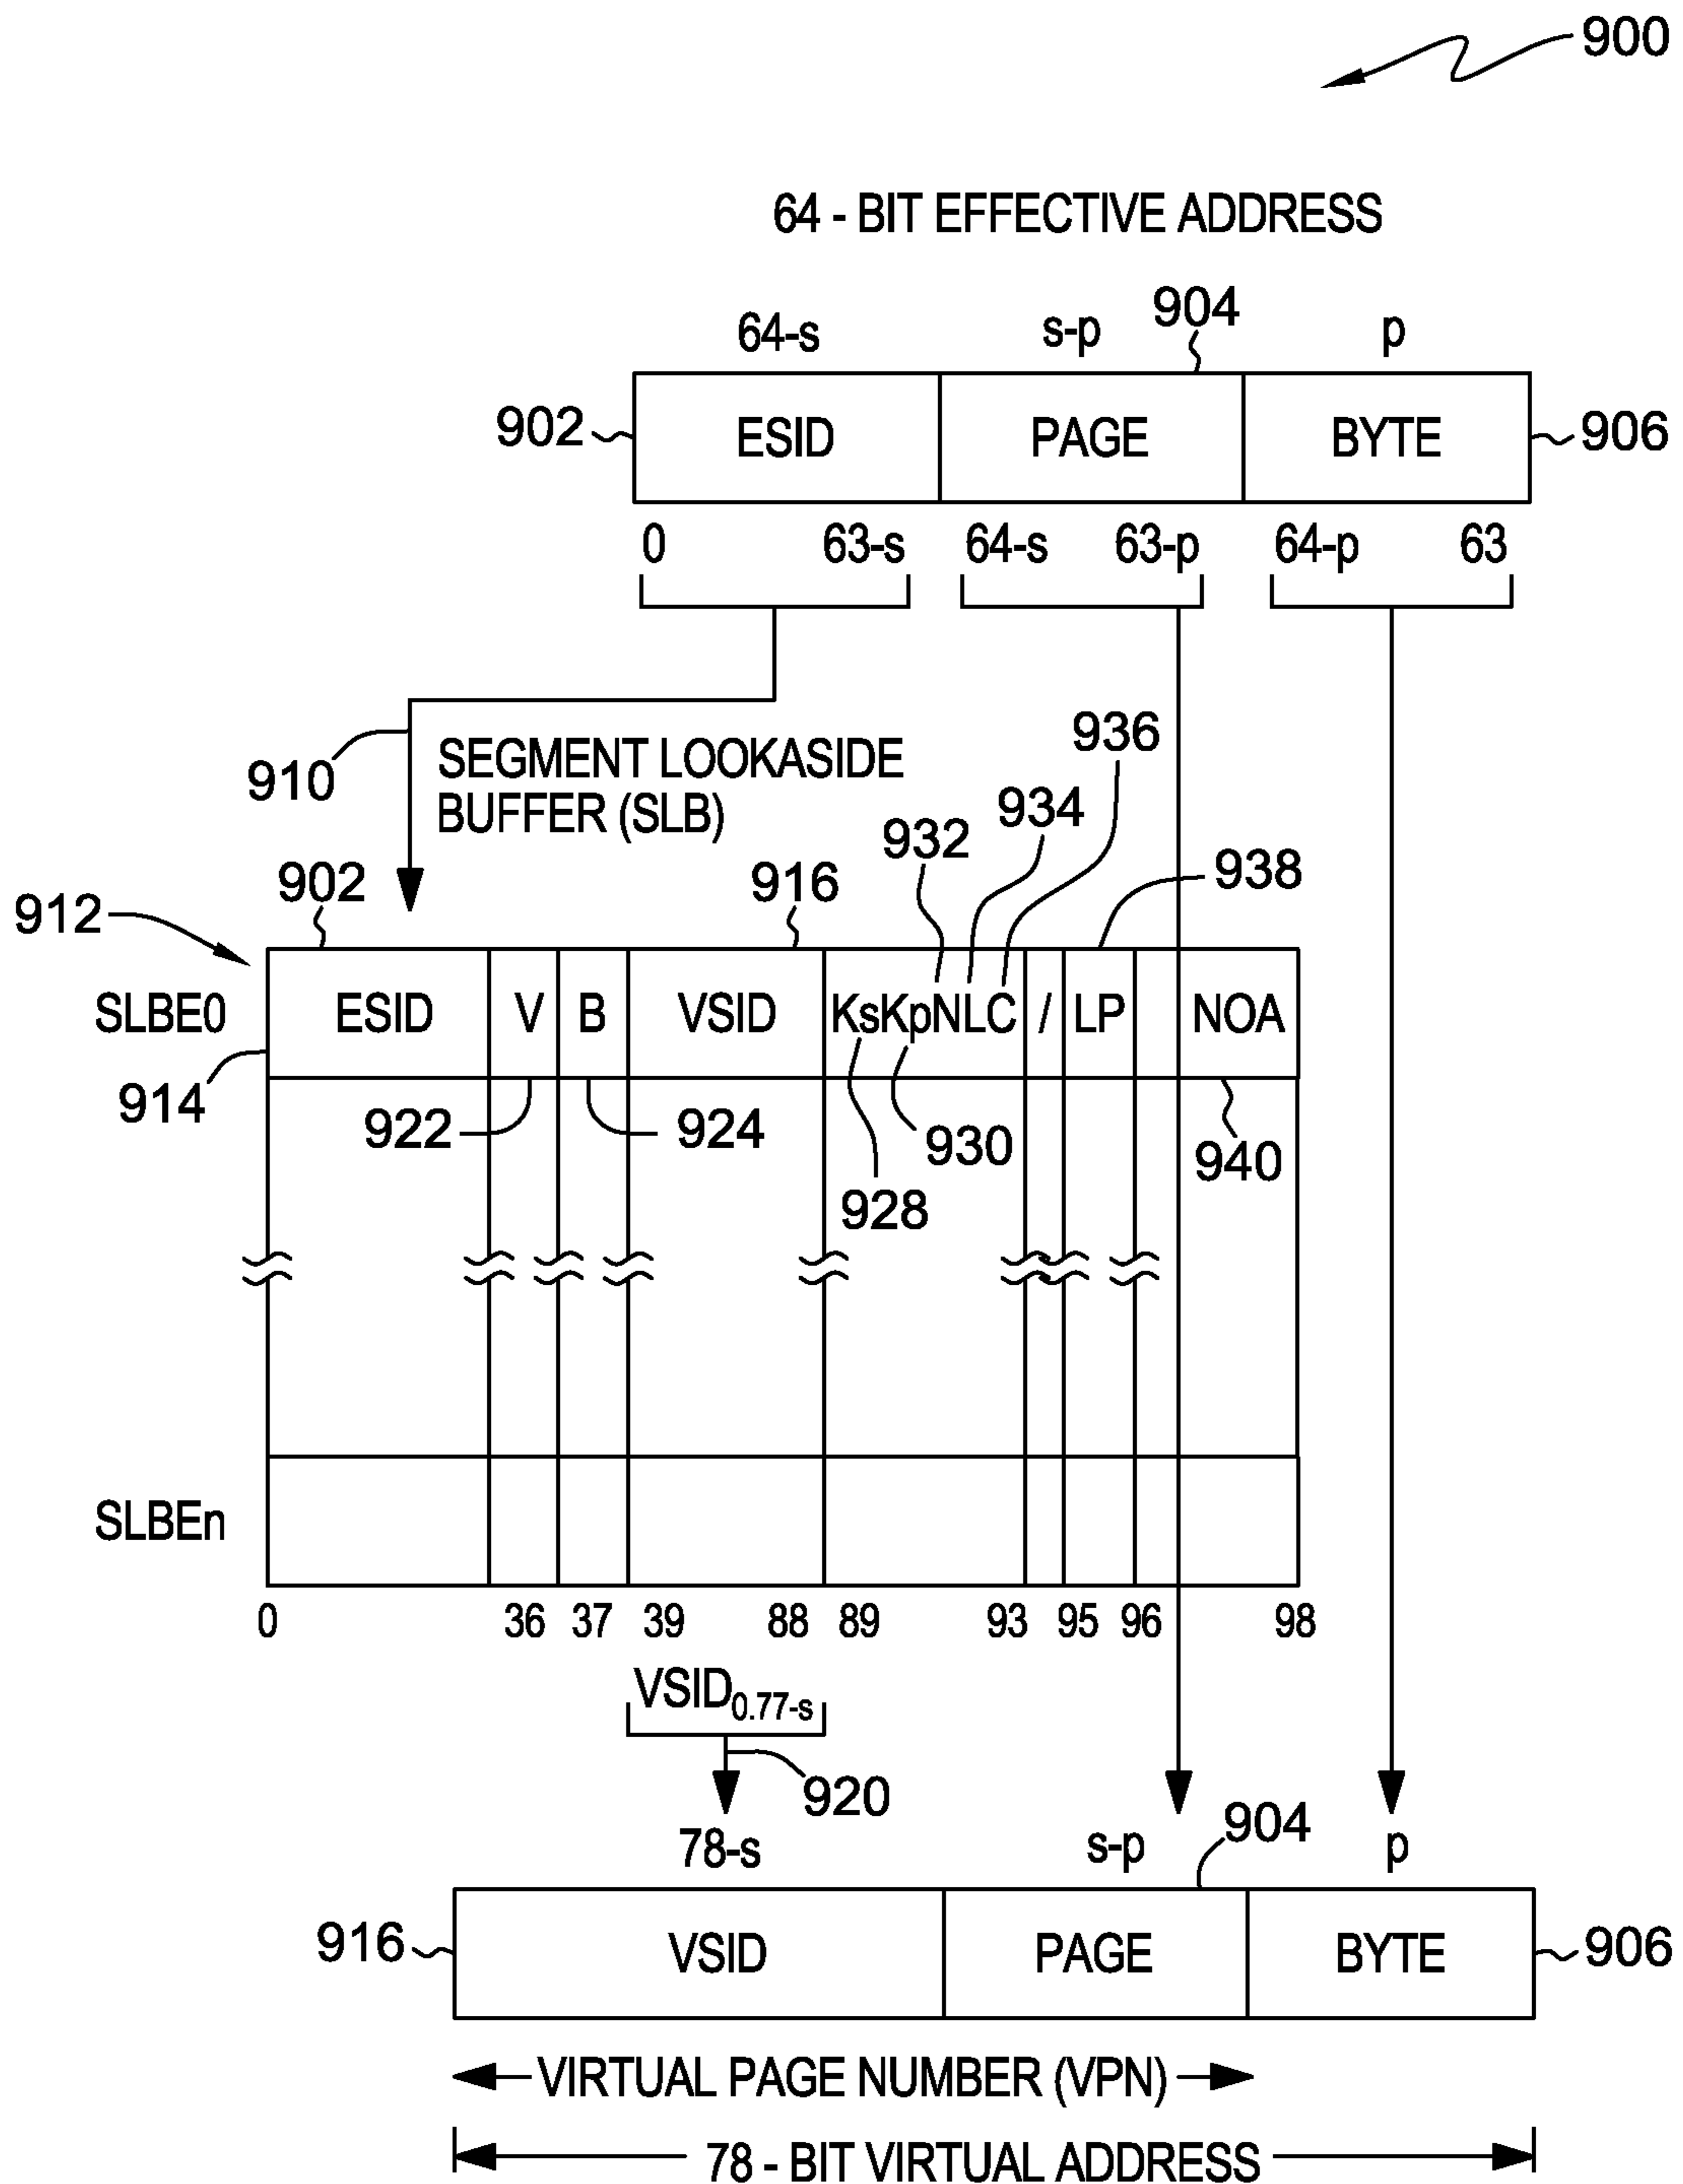 900
64 - BIT EFFECTIVE ADDRESS
64-s s-p 904 p
902 ESID PAGE BYTE 906
0 63-s 64-s 63-p 64-p 63
910 SEGMENT LOOKASIDE
BUFFER (SLB)
936
934
932
902 916 938
912
SLBE0 ESID V B VSID KsKpNLC / LP NOA
914 922 924 930 940
928
SLBEn
0 36 37 39 88 89 93 95 96 98
VSID0.77-s
920
78-s s-p 904 p
916 VSID PAGE BYTE 906
VIRTUAL PAGE NUMBER (VPN)
78 - BIT VIRTUAL ADDRESS